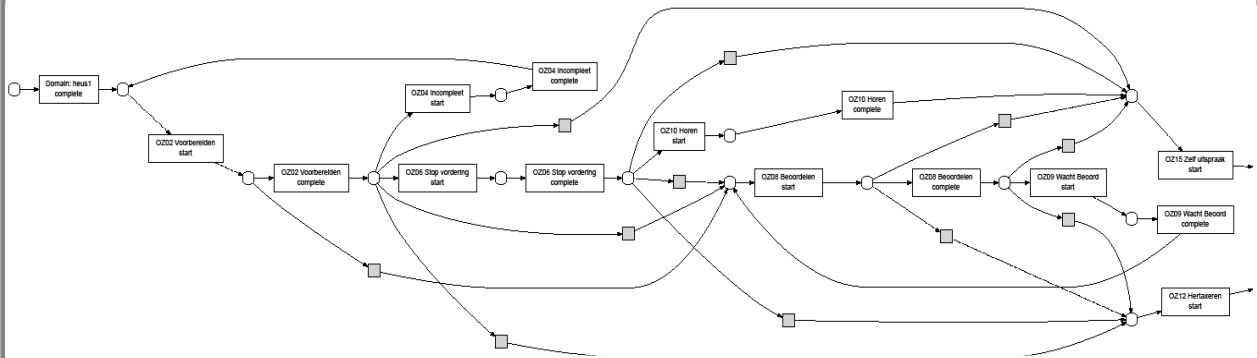 Domain: heus1
complete
OZ02 Voorbereiden
start
OZ02 Voorbereiden
complete
OZ04 Incompleet
start
OZ04 Incompleet
complete
OZ06 Stop vordering
start
OZ06 Stop vordering
complete
OZ10 Horen
start
OZ10 Horen
complete
OZ08 Beoordelen
start
OZ08 Beoordelen
complete
OZ09 Wacht Beoord
start
OZ09 Wacht Beoord
complete
OZ15 Zelf uitspraak
start
OZ12 Hertaxeren
start